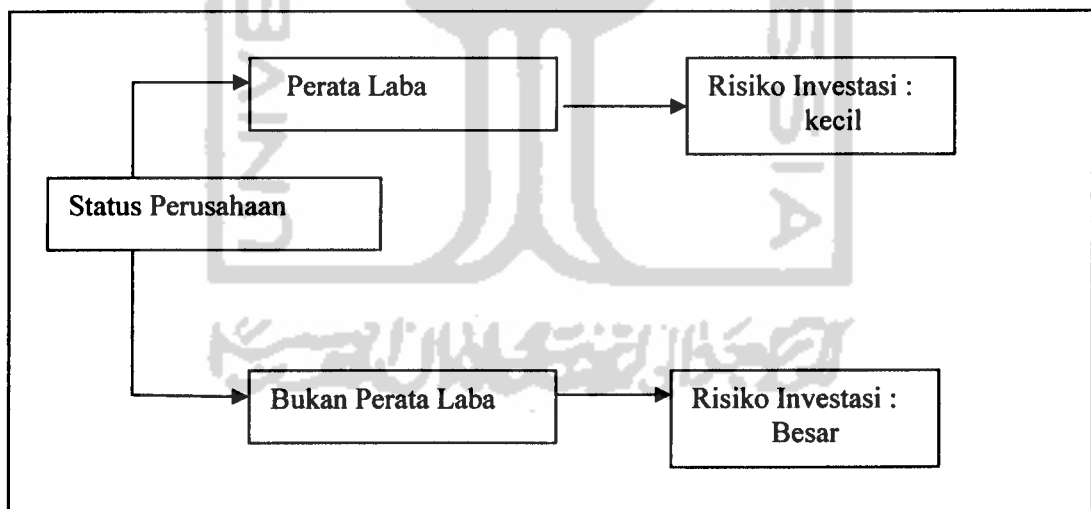 Perata Laba
Risiko Investasi :
kecil
Status Perusahaan
Bukan Perata Laba
Risiko Investasi :
Besar